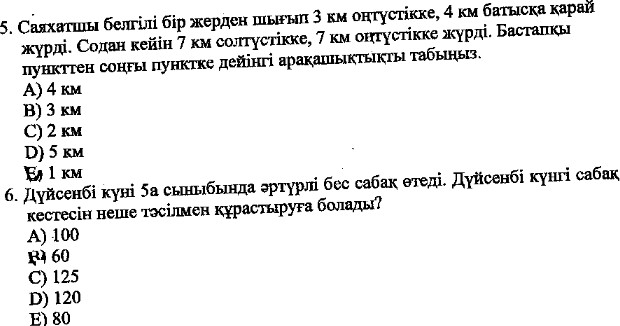 5. Саяхатшы белгілі бір жерден шығып 3 км оңтүстікке, 4 км батысқа қарай
жүрді. Содан кейін 7 км солтүстікке, 7 км оңтүстікке жүрді. Бастапқы
пункттен соңғы пунктке дейінгі арақашықтықты табыңыз.
A) 4 км
B) 3 км
C) 2 км
D) 5 км
E) 1 км
6. Дүйсенбі күні 5а сыныбында әртүрлі бес сабақ өтеді. Дүйсенбі күнгі сабақ
кестесін неше тәсілмен құрастыруға болады?
A) 100
B) 60
C) 125
D) 120
E) 80